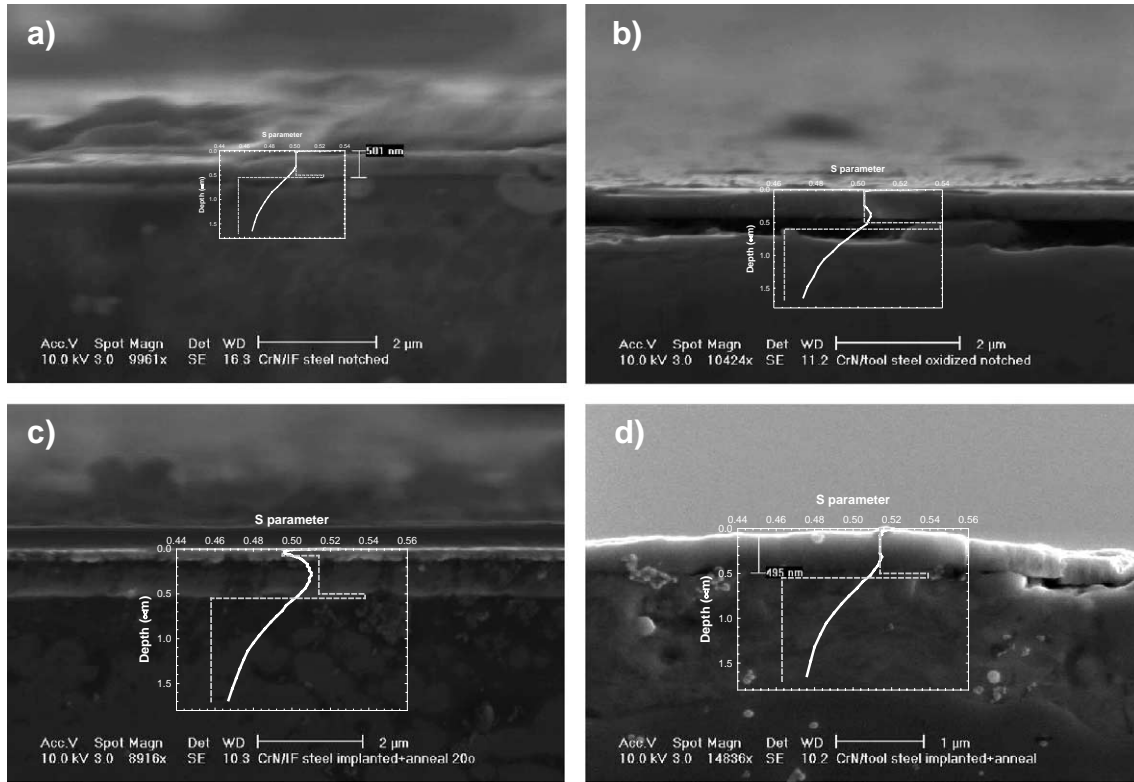 a)
S parameter
0.44 0.46 0.48 0.50 0.52 0.54
501 nm
0.0
0.5
1.0
1.5
Depth (∞m)
Acc.V Spot Magn Det WD 2 µm
10.0 kV 3.0 9961x SE 16.3 CrN/IF steel notched
b)
S parameter
0.46 0.48 0.50 0.52 0.54
0.0
0.5
1.0
1.5
Depth (∞m)
Acc.V Spot Magn Det WD 2 µm
10.0 kV 3.0 10424x SE 11.2 CrN/tool steel oxidized notched
c)
S parameter
0.44 0.46 0.48 0.50 0.52 0.54 0.56
0.0
0.5
1.0
1.5
Depth (∞m)
Acc.V Spot Magn Det WD 2 µm
10.0 kV 3.0 8916x SE 10.3 CrN/IF steel implanted+anneal 20o
d)
S parameter
0.44 0.46 0.48 0.50 0.52 0.54 0.56
0.0
0.5
495 nm
1.0
1.5
Depth (∞m)
Acc.V Spot Magn Det WD 1 µm
10.0 kV 3.0 14836x SE 10.2 CrN/tool steel implanted+anneal